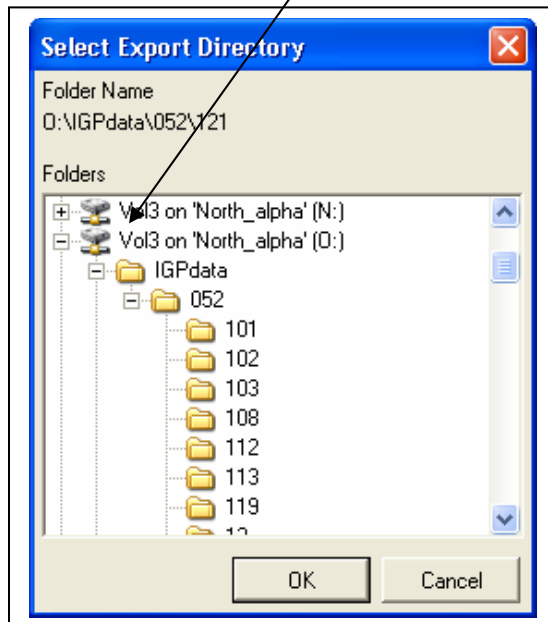 Select Export Directory
Folder Name
O:\IGPdata\052\121
Folders
Vol3 on 'North_alpha' (N:)
Vol3 on 'North_alpha' (O:)
IGPdata
052
101
102
103
108
112
113
119
OK Cancel